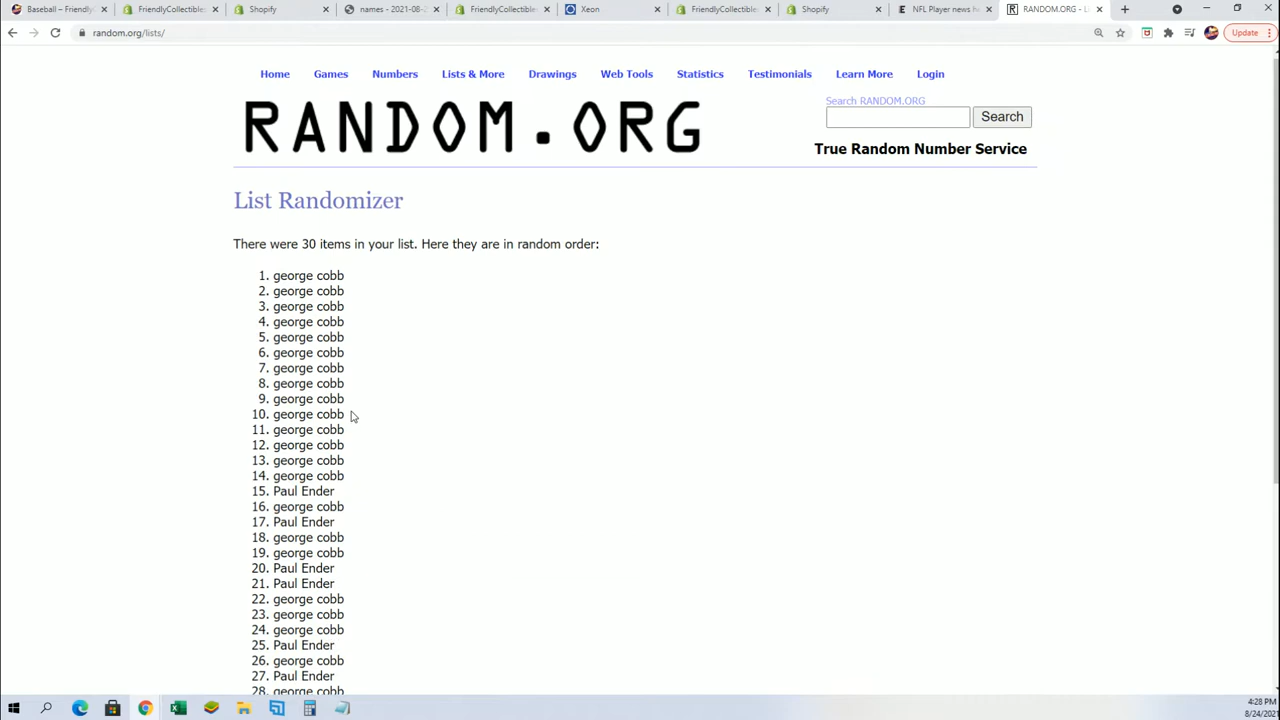 Baseball – Friendly
FriendlyCollectibles
Shopify
names - 2021-08-2
FriendlyCollectibles
Xeon
FriendlyCollectibles
Shopify
NFL Player news he
RANDOM.ORG - Li
random.org/lists/
Update
Home Games Numbers Lists & More Drawings Web Tools Statistics Testimonials Learn More Login
RANDOM.ORG
Search RANDOM.ORG
Search
True Random Number Service
List Randomizer
There were 30 items in your list. Here they are in random order:
1. george cobb
2. george cobb
3. george cobb
4. george cobb
5. george cobb
6. george cobb
7. george cobb
8. george cobb
9. george cobb
10. george cobb
11. george cobb
12. george cobb
13. george cobb
14. george cobb
15. Paul Ender
16. george cobb
17. Paul Ender
18. george cobb
19. george cobb
20. Paul Ender
21. Paul Ender
22. george cobb
23. george cobb
24. george cobb
25. Paul Ender
26. george cobb
27. Paul Ender
28. george cobb
4:28 PM
8/24/2021